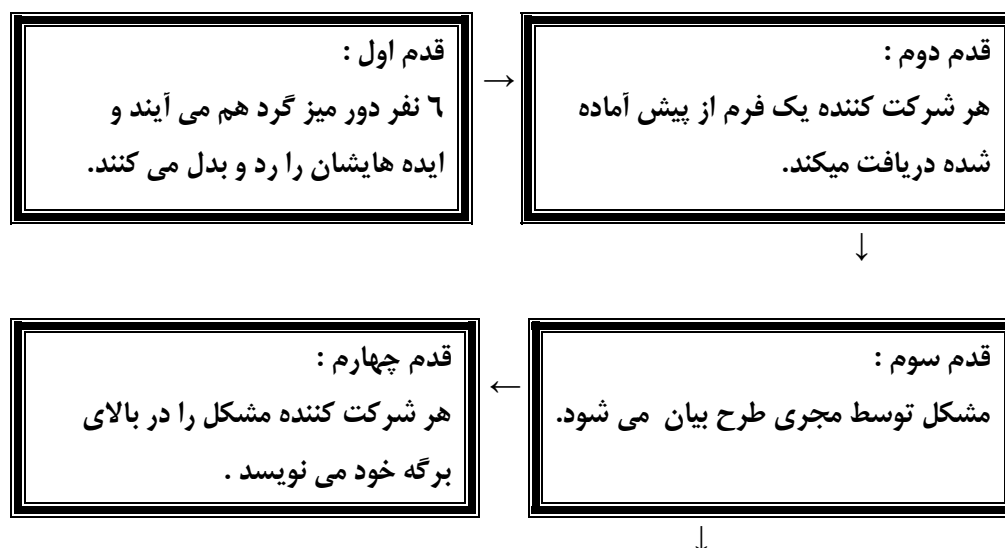 قدم اول :
٦ نفر دور میز گرد هم می آیند و
ایده هایشان را رد و بدل می کنند.
→
قدم دوم :
هر شرکت کننده یک فرم از پیش آماده
شده دریافت میکند.
↓
قدم سوم :
مشکل توسط مجری طرح بیان می شود.
←
قدم چهارم :
هر شرکت کننده مشکل را در بالای
برگه خود می نویسد .
↓